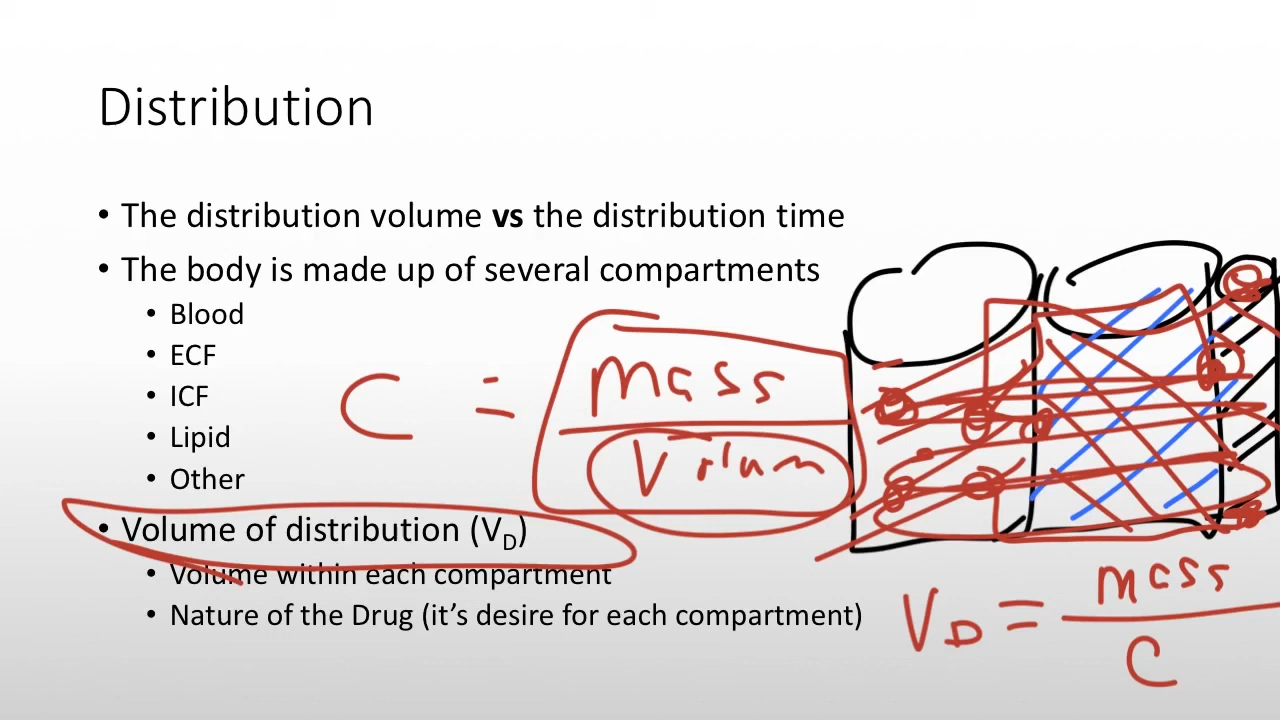 Distribution
• The distribution volume vs the distribution time
• The body is made up of several compartments
• Blood
• ECF
• ICF
• Lipid
• Other
C = mass / Volum
• Volume of distribution (VD)
• Volume within each compartment
• Nature of the Drug (it's desire for each compartment)
VD = mass / C